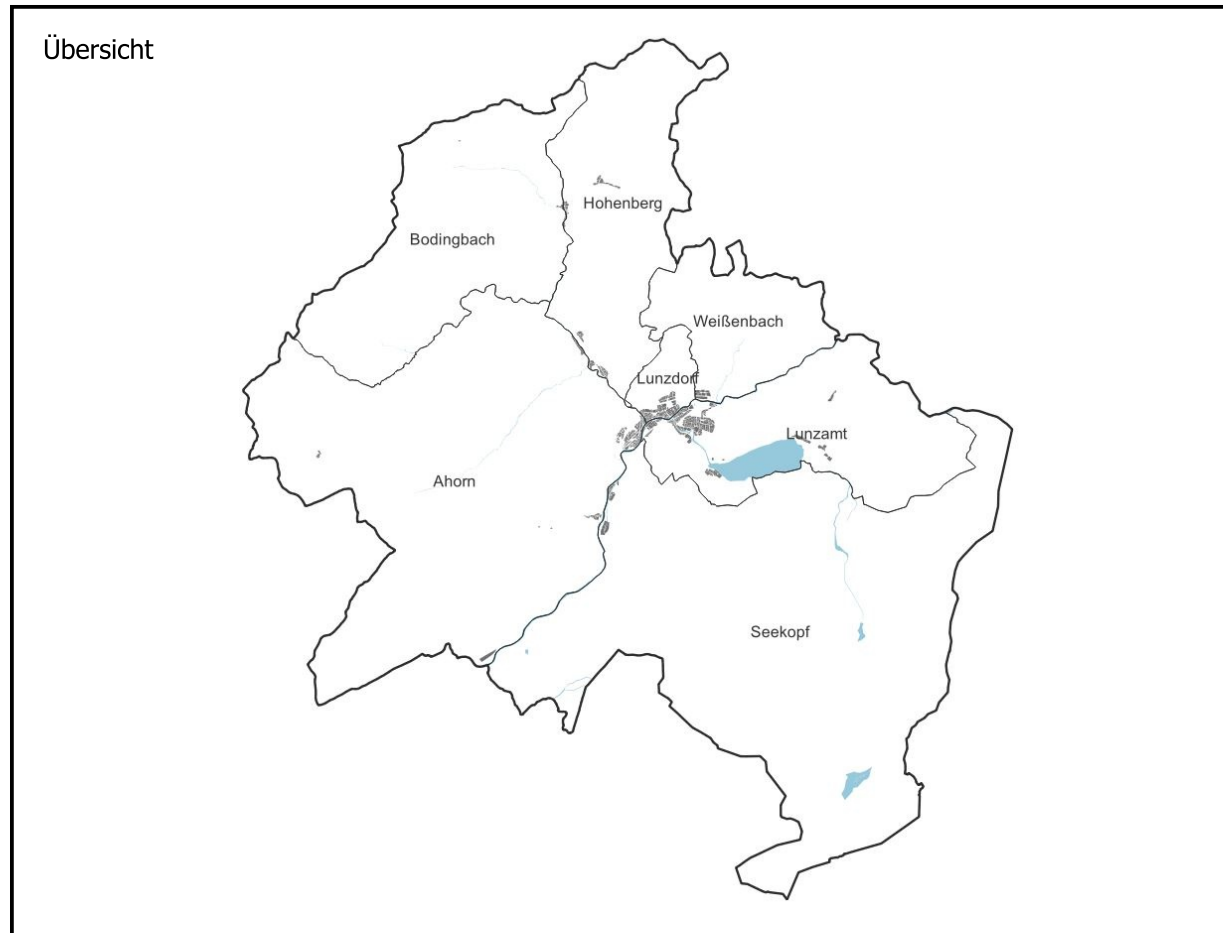 Übersicht
Hohenberg
Bodingbach
Weißenbach
Lunzdorf
Lunzamt
Ahorn
Seekopf